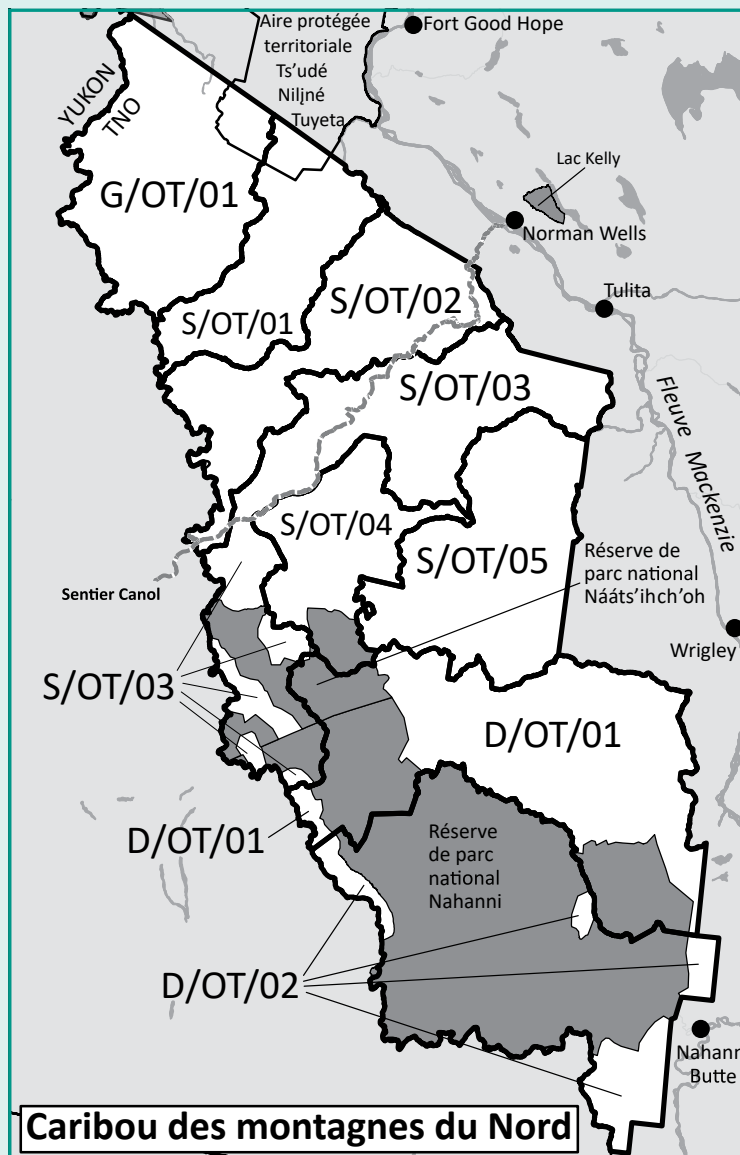 Aire protégée
territoriale
Ts'udé
Nilįné
Tuyeta
Fort Good Hope
YUKON
TNO
G/OT/01
Lac Kelly
Norman Wells
Tulita
S/OT/01
S/OT/02
S/OT/03
Fleuve Mackenzie
S/OT/04
S/OT/05
Réserve de
parc national
Nááts'ihch'oh
Sentier Canol
Wrigley
S/OT/03
D/OT/01
D/OT/01
Réserve
de parc
national
Nahanni
D/OT/02
Nahann
Butte
Caribou des montagnes du Nord